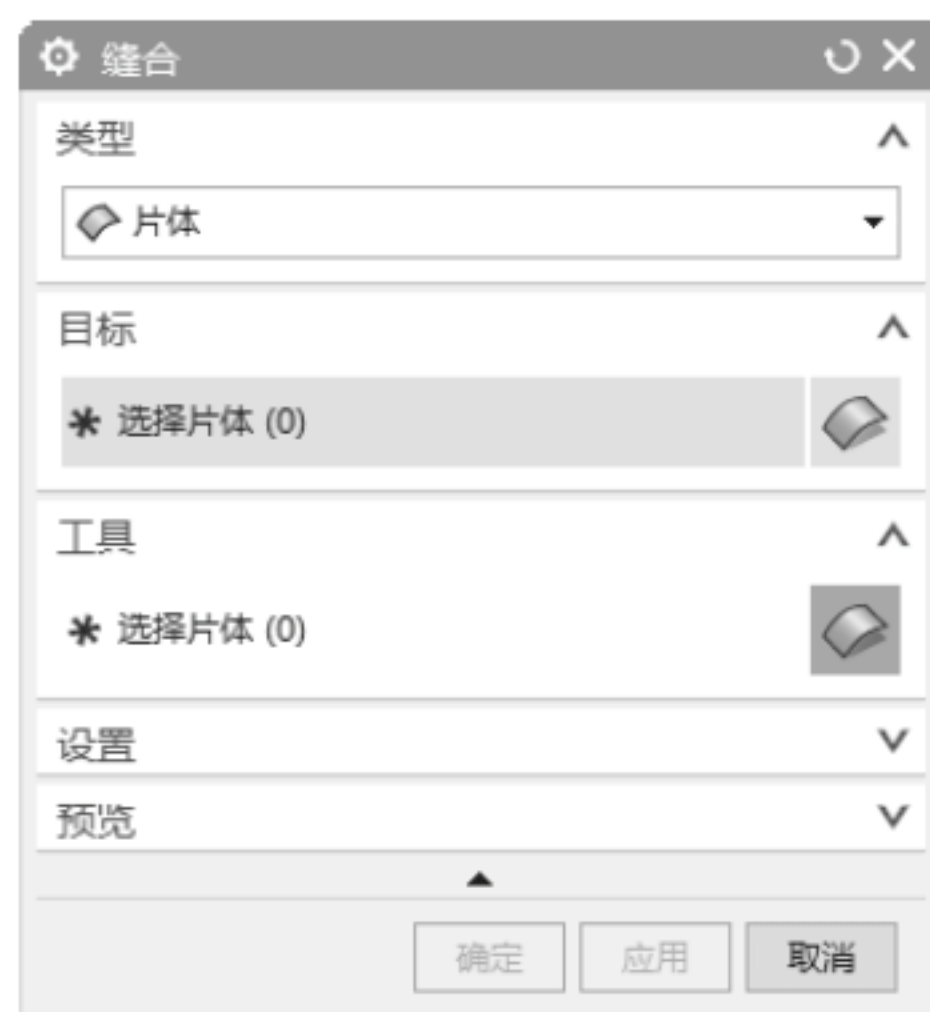 缝合
类型
片体
目标
* 选择片体 (0)
工具
* 选择片体 (0)
设置
预览
确定 应用 取消